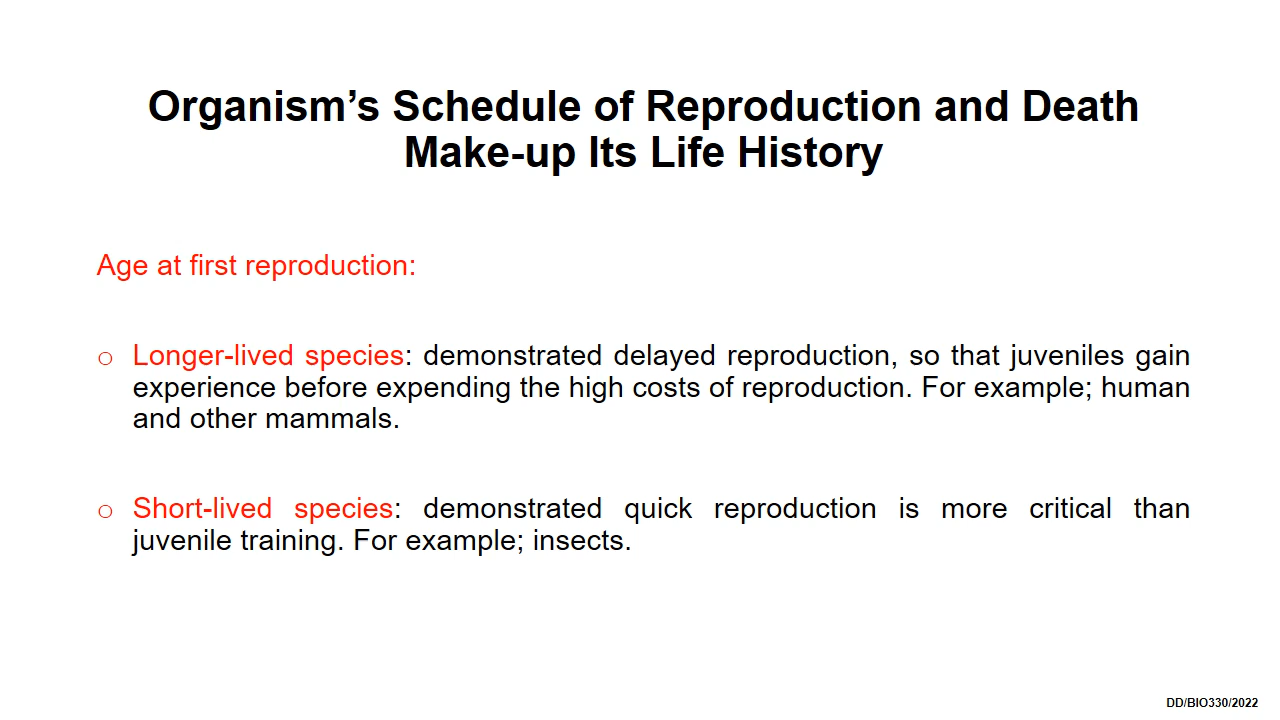 Organism’s Schedule of Reproduction and Death
Make-up Its Life History
Age at first reproduction:
o Longer-lived species: demonstrated delayed reproduction, so that juveniles gain
experience before expending the high costs of reproduction. For example; human
and other mammals.
o Short-lived species: demonstrated quick reproduction is more critical than
juvenile training. For example; insects.
DD/BIO330/2022